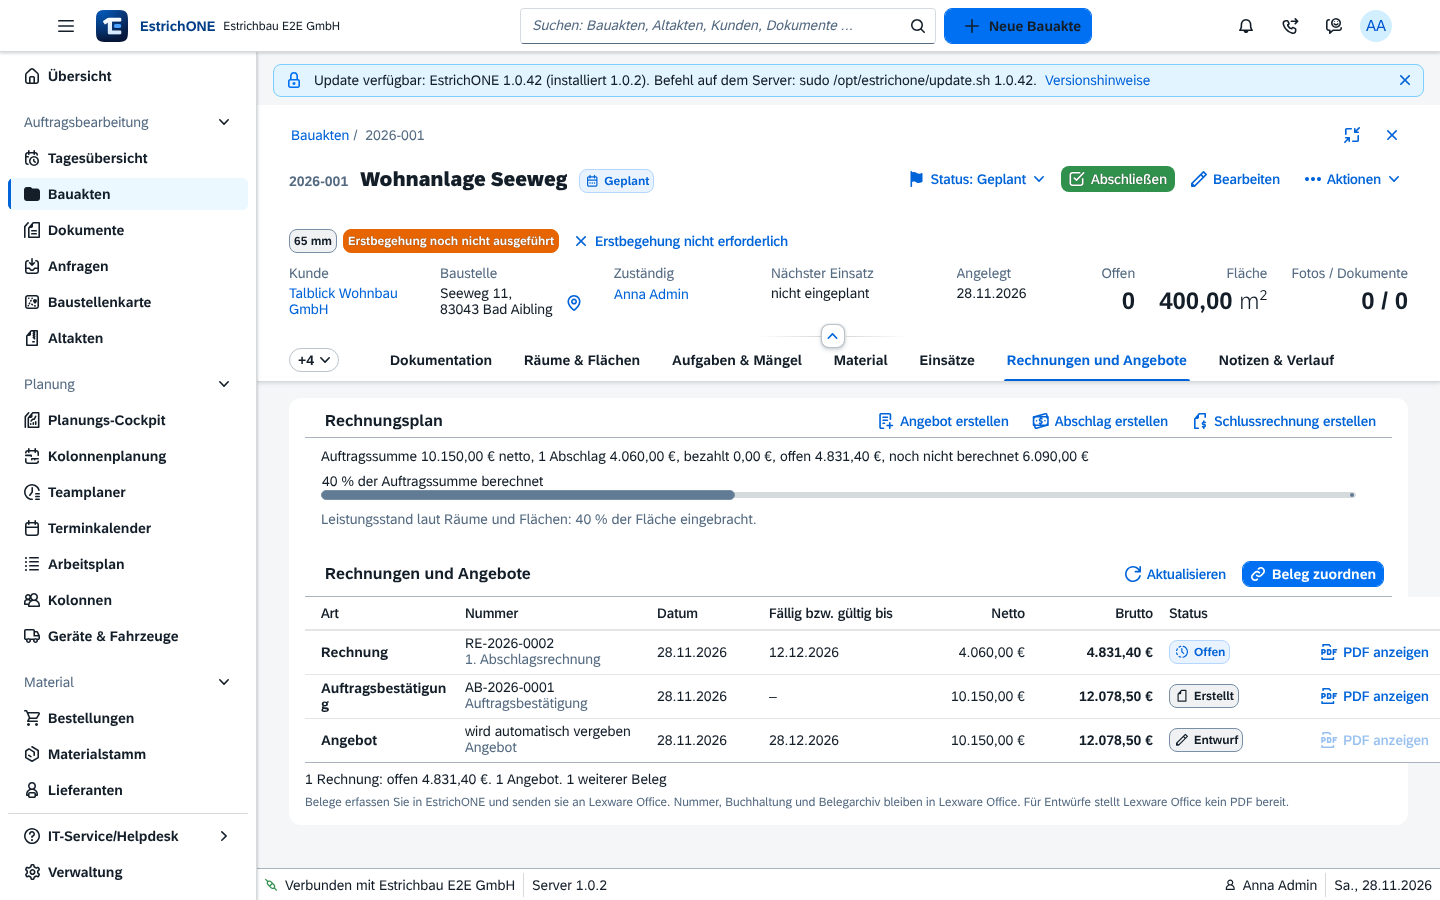 EstrichONE Estrichbau E2E GmbH
Suchen: Bauakten, Altakten, Kunden, Dokumente ...
Neue Bauakte
AA
Übersicht
Auftragsbearbeitung
Tagesübersicht
Bauakten
Dokumente
Anfragen
Baustellenkarte
Altakten
Planung
Planungs-Cockpit
Kolonnenplanung
Teamplaner
Terminkalender
Arbeitsplan
Kolonnen
Geräte & Fahrzeuge
Material
Bestellungen
Materialstamm
Lieferanten
IT-Service/Helpdesk
Verwaltung
Update verfügbar: EstrichONE 1.0.42 (installiert 1.0.2). Befehl auf dem Server: sudo /opt/estrichone/update.sh 1.0.42. Versionshinweise
Bauakten / 2026-001
2026-001 Wohnanlage Seeweg Geplant
Status: Geplant Abschließen Bearbeiten Aktionen
65 mm Erstbegehung noch nicht ausgeführt Erstbegehung nicht erforderlich
Kunde Baustelle Zuständig Nächster Einsatz Angelegt Offen Fläche Fotos / Dokumente
Talblick Wohnbau GmbH
Seeweg 11,
83043 Bad Aibling
Anna Admin
nicht eingeplant
28.11.2026
0
400,00 m²
0 / 0
+4 Dokumentation Räume & Flächen Aufgaben & Mängel Material Einsätze Rechnungen und Angebote Notizen & Verlauf
Rechnungsplan Angebot erstellen Abschlag erstellen Schlussrechnung erstellen
Auftragssumme 10.150,00 € netto, 1 Abschlag 4.060,00 €, bezahlt 0,00 €, offen 4.831,40 €, noch nicht berechnet 6.090,00 €
40 % der Auftragssumme berechnet
Leistungsstand laut Räume und Flächen: 40 % der Fläche eingebracht.
Rechnungen und Angebote Aktualisieren Beleg zuordnen
Art Nummer Datum Fällig bzw. gültig bis Netto Brutto Status
Rechnung RE-2026-0002 1. Abschlagsrechnung 28.11.2026 12.12.2026 4.060,00 € 4.831,40 € Offen PDF PDF anzeigen
Auftragsbestätigung AB-2026-0001 Auftragsbestätigung 28.11.2026 – 10.150,00 € 12.078,50 € Erstellt PDF PDF anzeigen
Angebot wird automatisch vergeben Angebot 28.11.2026 28.12.2026 10.150,00 € 12.078,50 € Entwurf PDF PDF anzeigen
1 Rechnung: offen 4.831,40 €. 1 Angebot. 1 weiterer Beleg
Belege erfassen Sie in EstrichONE und senden sie an Lexware Office. Nummer, Buchhaltung und Belegarchiv bleiben in Lexware Office. Für Entwürfe stellt Lexware Office kein PDF bereit.
Verbunden mit Estrichbau E2E GmbH Server 1.0.2
Anna Admin Sa., 28.11.2026